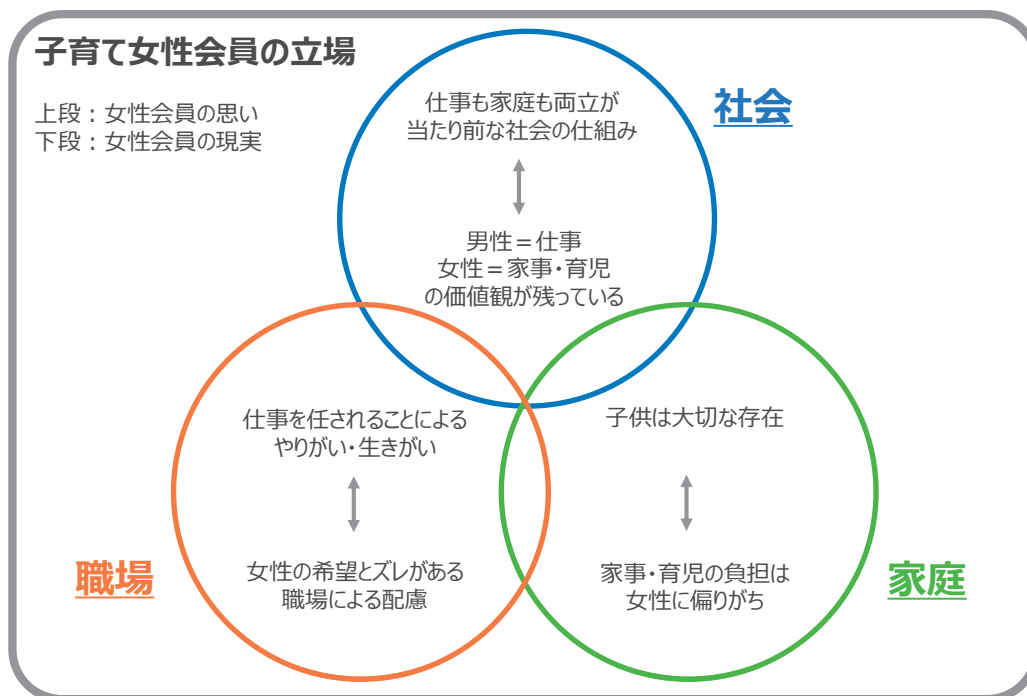 子育て女性会員の立場
上段：女性会員の思い
下段：女性会員の現実
社会
仕事も家庭も両立が
当たり前な社会の仕組み
男性＝仕事
女性＝家事・育児
の価値観が残っている
職場
仕事を任されることによる
やりがい・生きがい
女性の希望とズレがある
職場による配慮
家庭
子供は大切な存在
家事・育児の負担は
女性に偏りがち